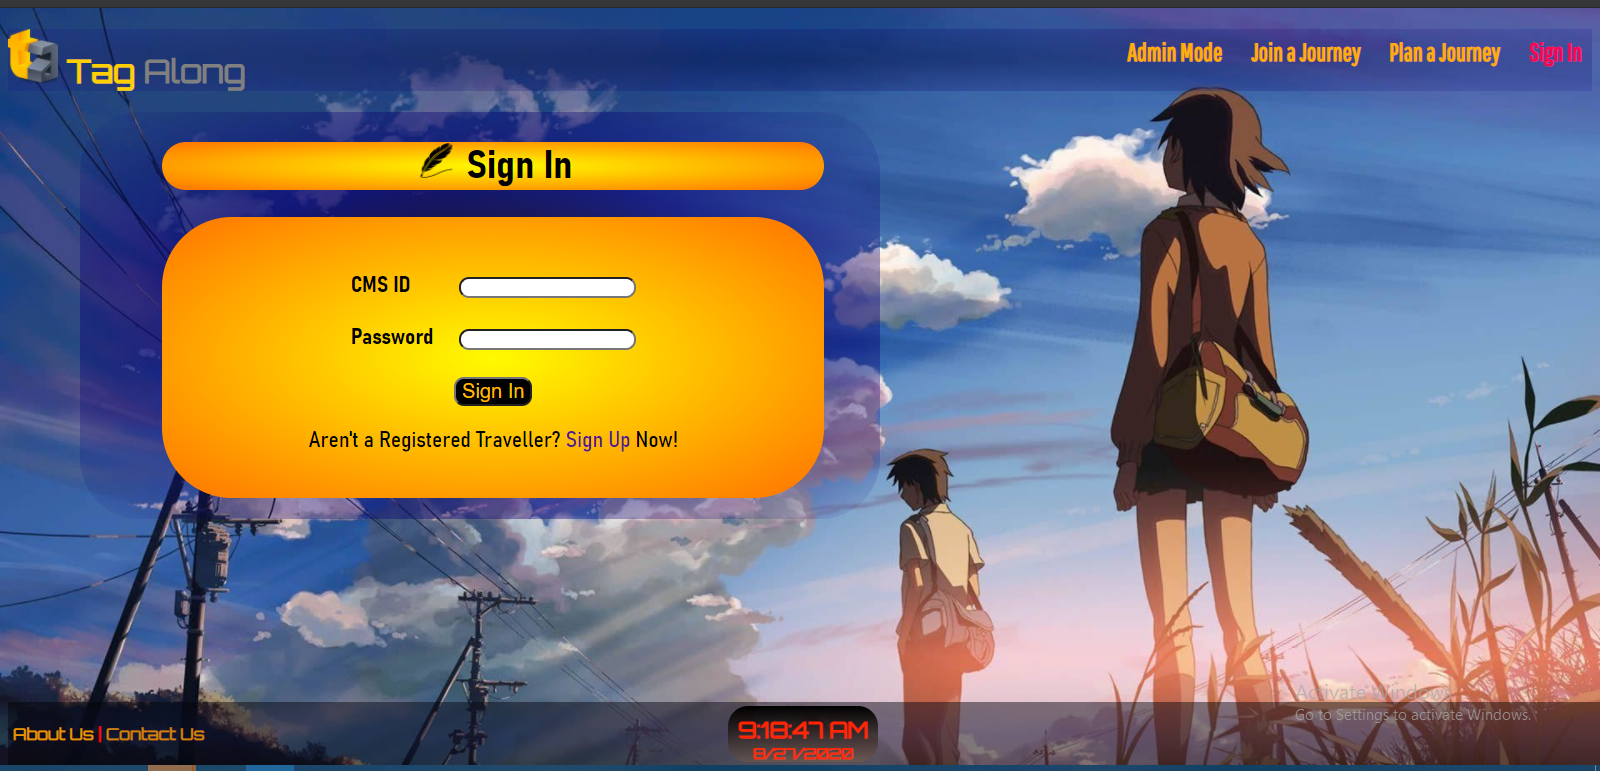 ta Tag Along
Admin Mode Join a Journey Plan a Journey Sign In
Sign In
CMS ID
Password
Sign In
Aren't a Registered Traveller? Sign Up Now!
Activate Windows
Go to Settings to activate Windows.
About Us | Contact Us
9:18:47 AM
8/27/2020